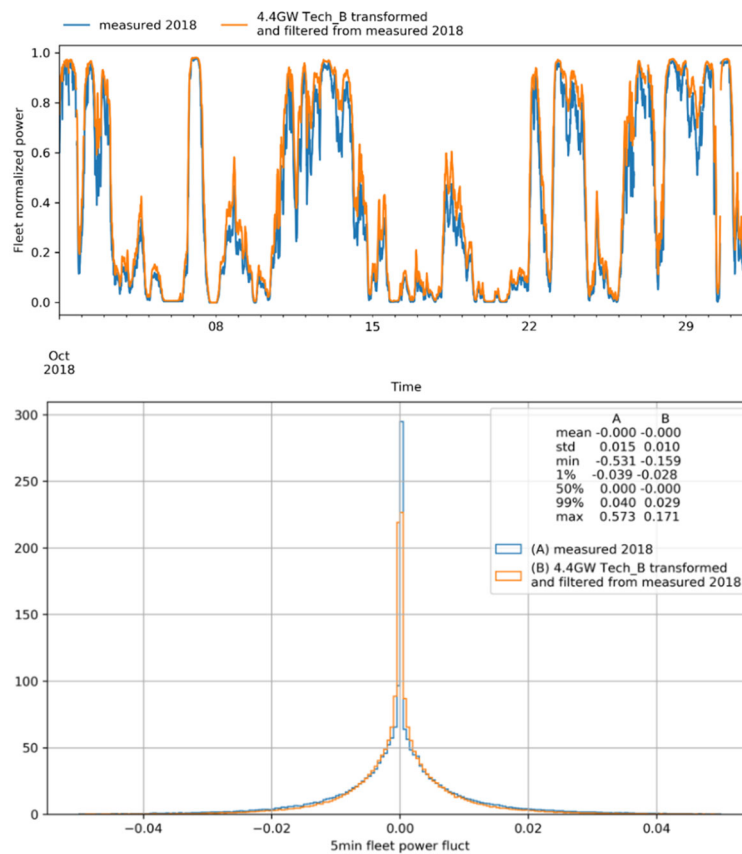 measured 2018
4.4GW Tech_B transformed
and filtered from measured 2018
1.0
0.8
0.6
0.4
0.2
0.0
Fleet normalized power
08
15
22
29
Oct
2018
Time
300
250
200
150
100
50
0
A B
mean -0.000 -0.000
std 0.015 0.010
min -0.531 -0.159
1% -0.039 -0.028
50% 0.000 -0.000
99% 0.040 0.029
max 0.573 0.171
(A) measured 2018
(B) 4.4GW Tech_B transformed
and filtered from measured 2018
−0.04
−0.02
0.00
0.02
0.04
5min fleet power fluct